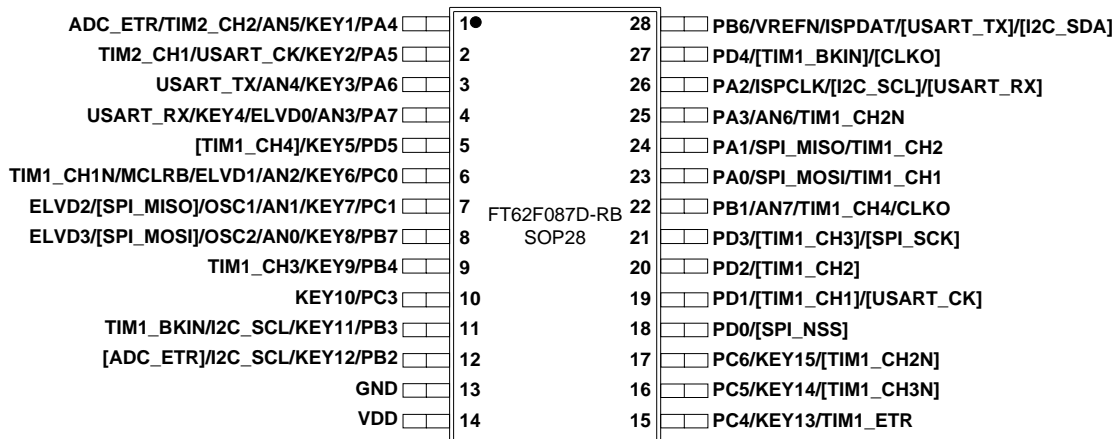 ADC_ETR/TIM2_CH2/AN5/KEY1/PA4 1 28 PB6/VREFN/ISPDAT/[USART_TX]/[I2C_SDA]
TIM2_CH1/USART_CK/KEY2/PA5 2 27 PD4/[TIM1_BKIN]/[CLKO]
USART_TX/AN4/KEY3/PA6 3 26 PA2/ISPCLK/[I2C_SCL]/[USART_RX]
USART_RX/KEY4/ELVD0/AN3/PA7 4 25 PA3/AN6/TIM1_CH2N
[TIM1_CH4]/KEY5/PD5 5 24 PA1/SPI_MISO/TIM1_CH2
TIM1_CH1N/MCLRB/ELVD1/AN2/KEY6/PC0 6 23 PA0/SPI_MOSI/TIM1_CH1
ELVD2/[SPI_MISO]/OSC1/AN1/KEY7/PC1 7 FT62F087D-RB 22 PB1/AN7/TIM1_CH4/CLKO
ELVD3/[SPI_MOSI]/OSC2/AN0/KEY8/PB7 8 SOP28 21 PD3/[TIM1_CH3]/[SPI_SCK]
TIM1_CH3/KEY9/PB4 9 20 PD2/[TIM1_CH2]
KEY10/PC3 10 19 PD1/[TIM1_CH1]/[USART_CK]
TIM1_BKIN/I2C_SCL/KEY11/PB3 11 18 PD0/[SPI_NSS]
[ADC_ETR]/I2C_SCL/KEY12/PB2 12 17 PC6/KEY15/[TIM1_CH2N]
GND 13 16 PC5/KEY14/[TIM1_CH3N]
VDD 14 15 PC4/KEY13/TIM1_ETR